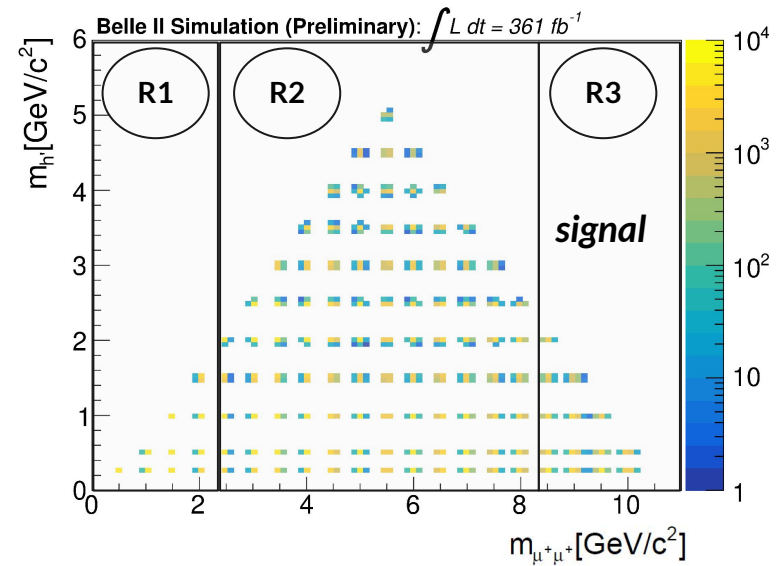 Belle II Simulation (Preliminary): ∫ L dt = 361 fb⁻¹
m_h'[GeV/c²]
6
5
4
3
2
1
0
R1
R2
R3
signal
0 2 4 6 8 10
m_μ⁺μ⁺[GeV/c²]
10⁴
10³
10²
10
1